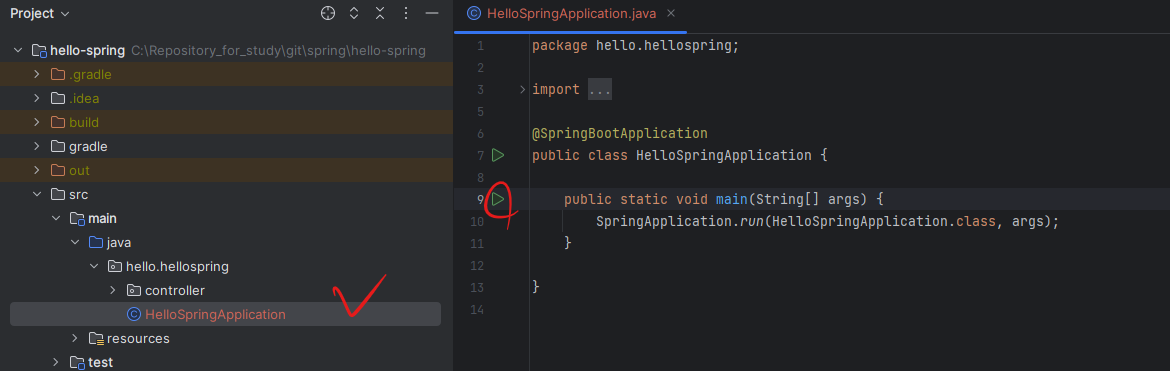 Project
hello-spring C:\Repository_for_study\git\spring\hello-spring
.gradle
.idea
build
gradle
out
src
main
java
hello.hellospring
controller
HelloSpringApplication
resources
test
HelloSpringApplication.java
1 package hello.hellospring;
2
3 import ...
5
6 @SpringBootApplication
7 public class HelloSpringApplication {
8
9 public static void main(String[] args) {
10 SpringApplication.run(HelloSpringApplication.class, args);
11 }
12
13 }
14